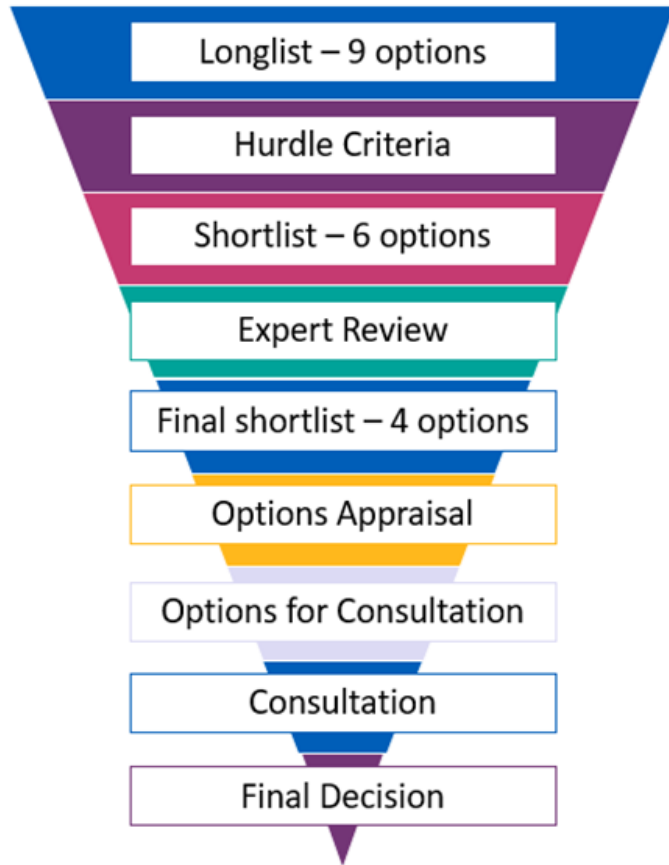 Longlist – 9 options
Hurdle Criteria
Shortlist – 6 options
Expert Review
Final shortlist – 4 options
Options Appraisal
Options for Consultation
Consultation
Final Decision